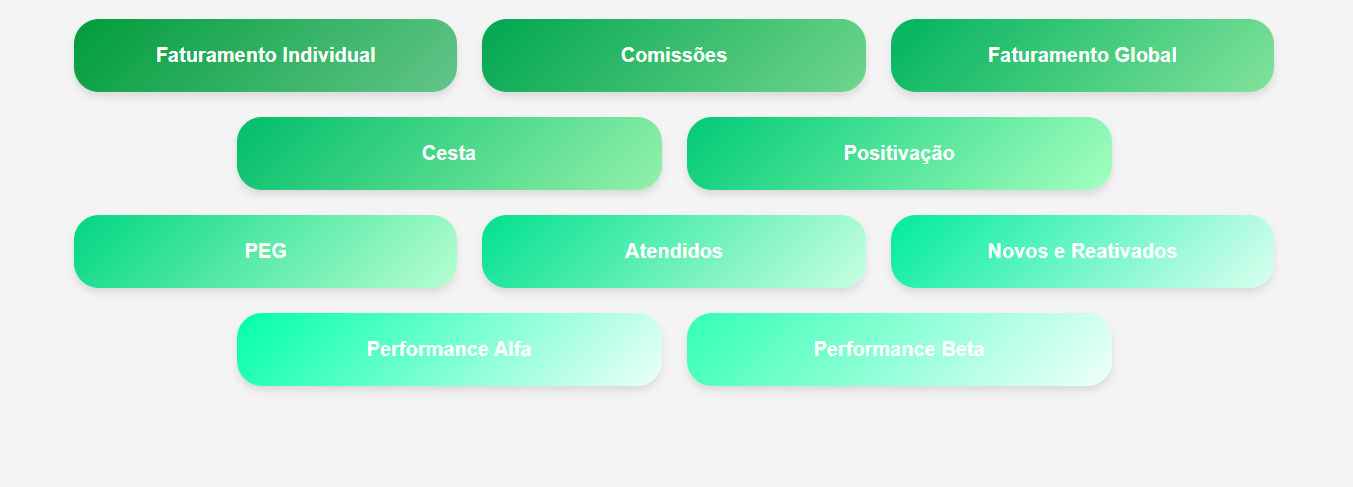 Faturamento Individual
Comissões
Faturamento Global
Cesta
Positivação
PEG
Atendidos
Novos e Reativados
Performance Alfa
Performance Beta